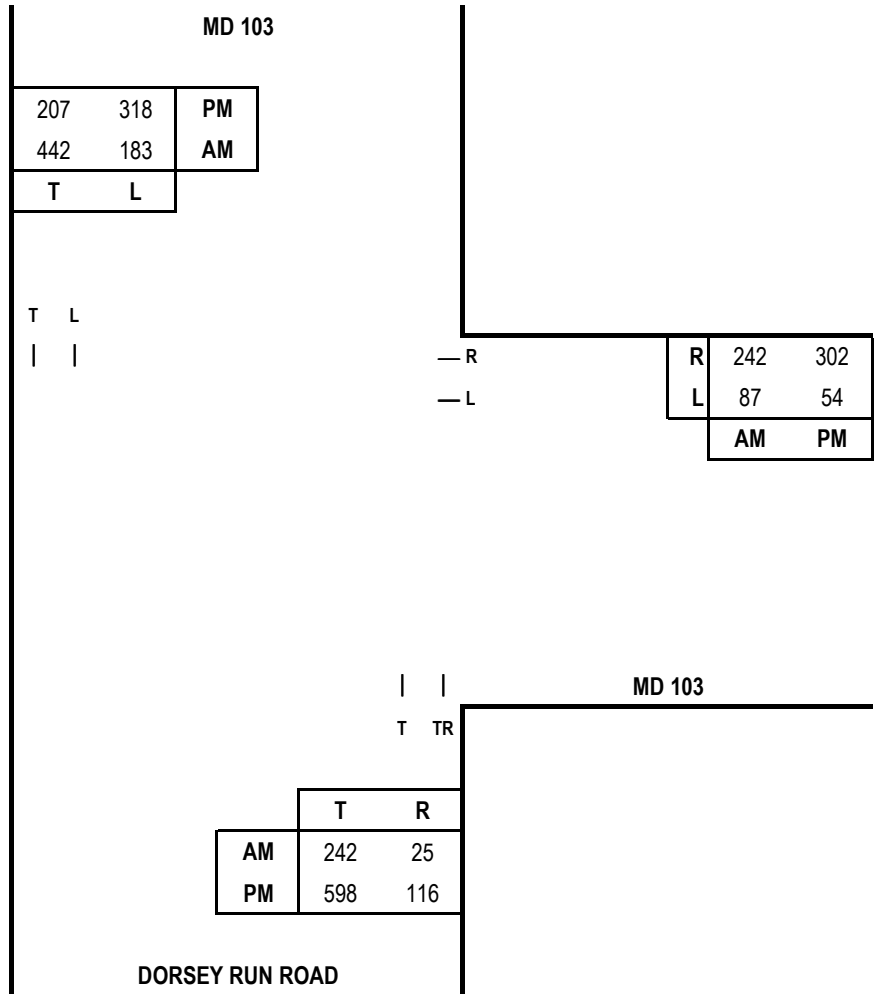 MD 103
207 318 PM
442 183 AM
T L
T L
R
L
R 242 302
L 87 54
AM PM
MD 103
T TR
T R
AM 242 25
PM 598 116
DORSEY RUN ROAD